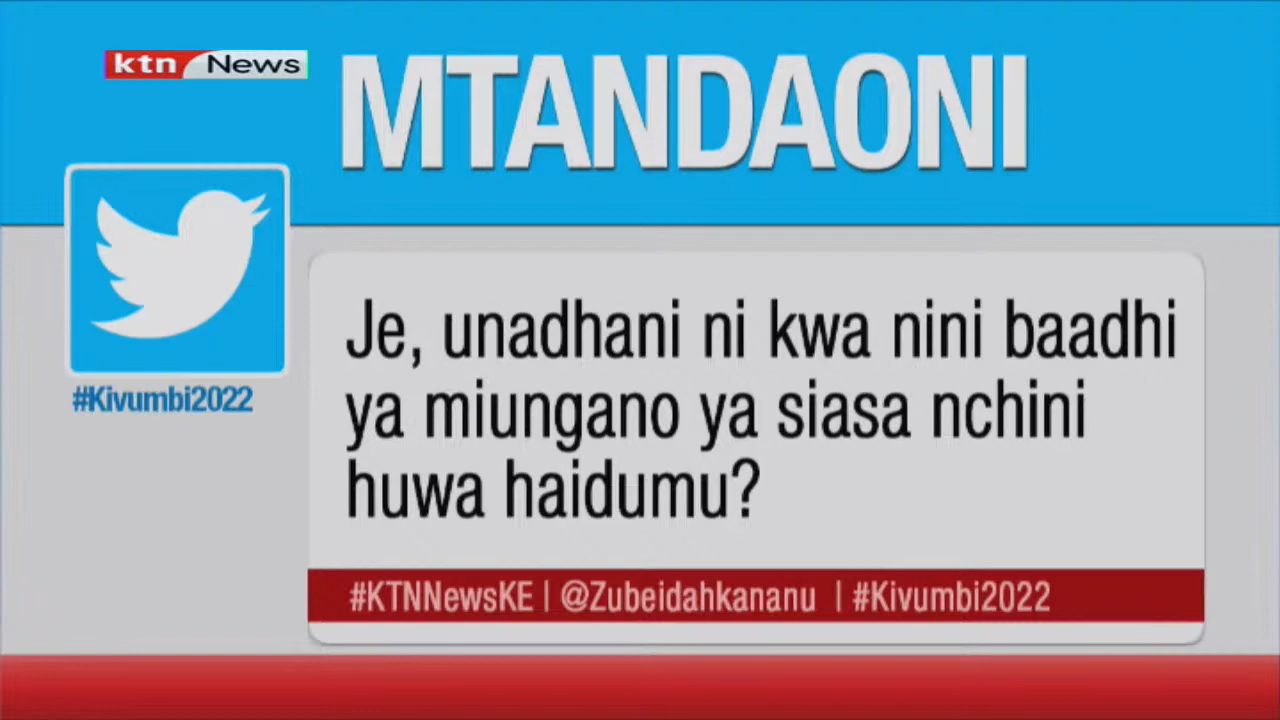 ktn News
MTANDAONI
#Kivumbi2022
Je, unadhani ni kwa nini baadhi
ya miungano ya siasa nchini
huwa haidumu?
#KTNNewsKE | @Zubeidahkananu | #Kivumbi2022